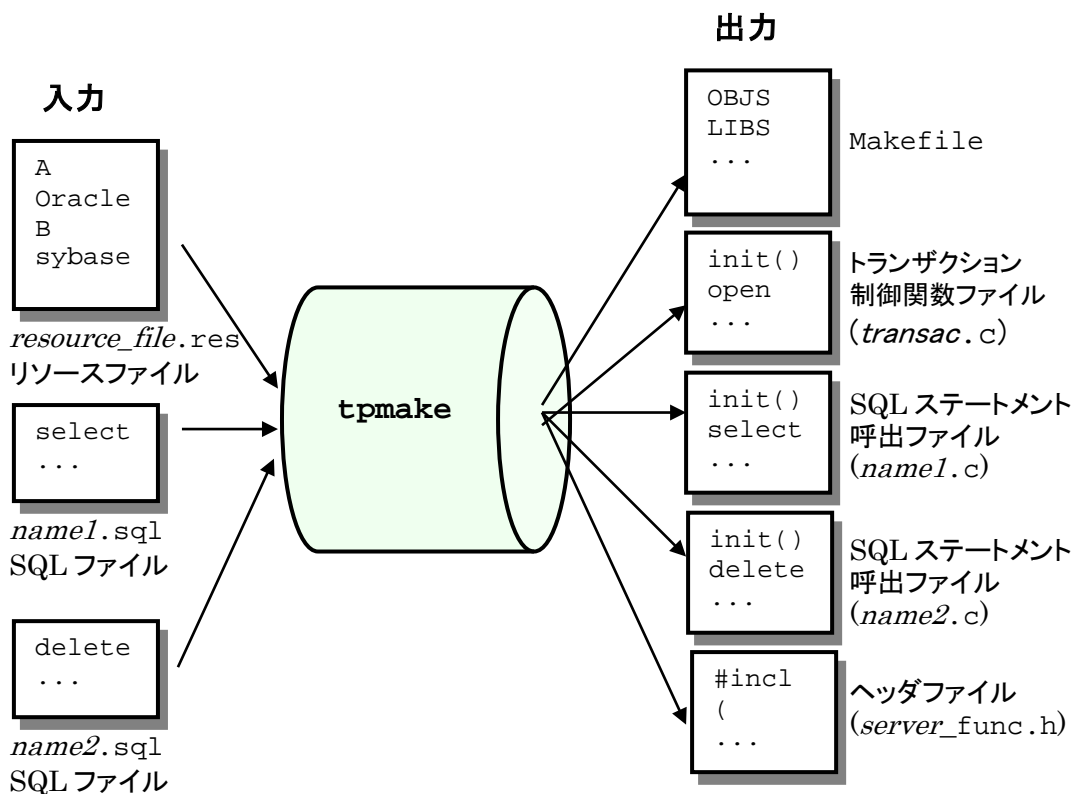 入力
A
Oracle
B
sybase
resource_file.res
リソースファイル
select
...
name1.sql
SQL ファイル
delete
...
name2.sql
SQL ファイル
tpmake
出力
OBJS
LIBS
...
Makefile
init()
open
...
トランザクション
制御関数ファイル
(transac.c)
init()
select
...
SQL ステートメント
呼出ファイル
(name1.c)
init()
delete
...
SQL ステートメント
呼出ファイル
(name2.c)
#incl
(
...
ヘッダファイル
(server_func.h)